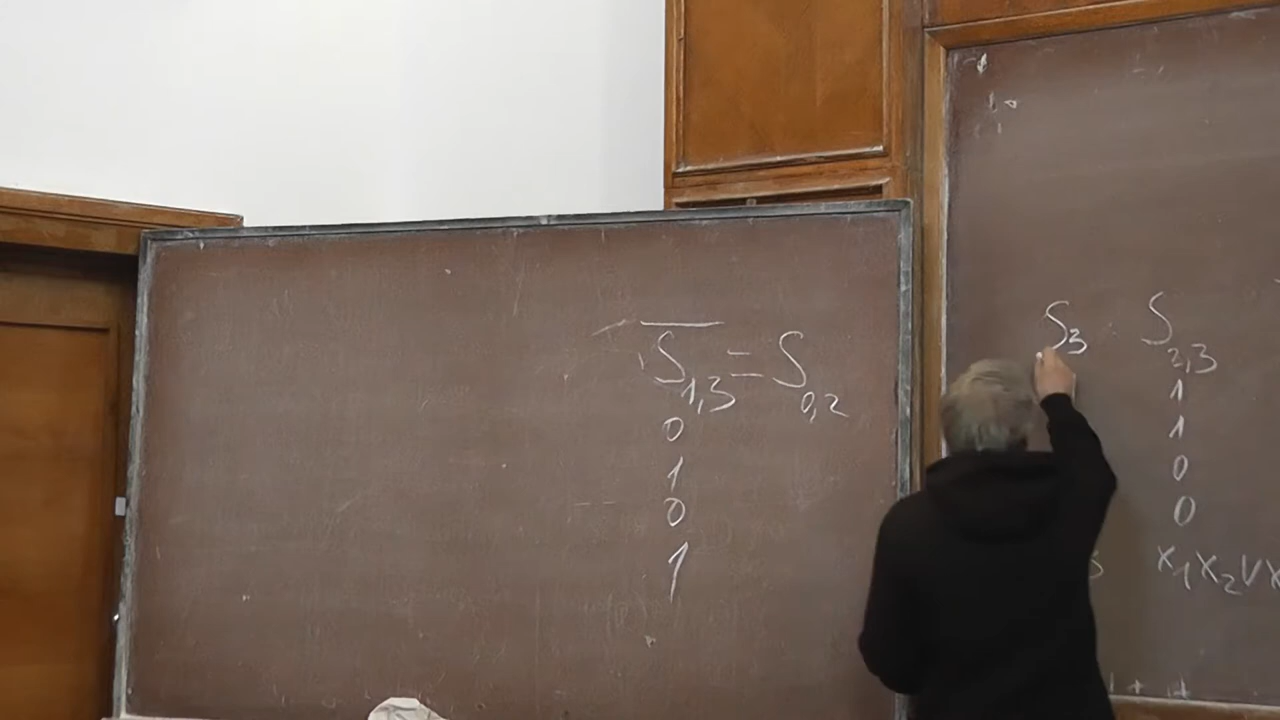 S̅₁,₃ = S₀,₂
0
1
0
1
S₃ S₂,₃
1
1
0
0
x₁x₂∨x